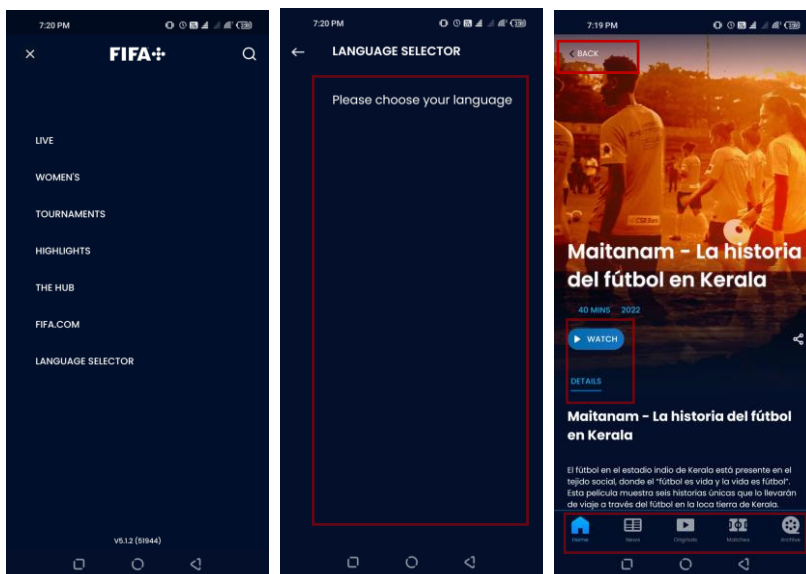 7:20 PM
FIFA+
LIVE
WOMEN'S
TOURNAMENTS
HIGHLIGHTS
THE HUB
FIFA.COM
LANGUAGE SELECTOR
V5.1.2 (51944)
7:20 PM
LANGUAGE SELECTOR
Please choose your language
7:19 PM
< BACK
Maitanam - La historia
del fútbol en Kerala
40 MINS 2022
WATCH
DETAILS
Maitanam - La historia del fútbol
en Kerala
El fútbol en el estadio indio de Kerala está presente en el
tejido social, donde el "fútbol es vida y la vida es fútbol".
Esta película muestra seis historias únicas que lo llevarán
de viaje a través del fútbol en la loca tierra de Kerala.
Home News Originals Matches Archive